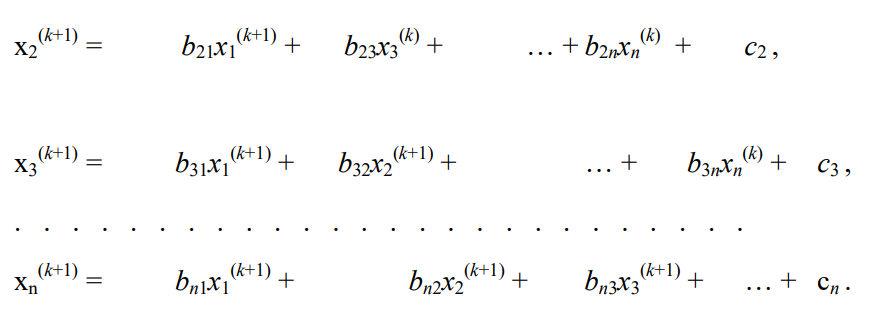 x₂⁽ᵏ⁺¹⁾ = b₂₁x₁⁽ᵏ⁺¹⁾ + b₂₃x₃⁽ᵏ⁾ + … + b₂ₙxₙ⁽ᵏ⁾ + c₂ ,
x₃⁽ᵏ⁺¹⁾ = b₃₁x₁⁽ᵏ⁺¹⁾ + b₃₂x₂⁽ᵏ⁺¹⁾ + … + b₃ₙxₙ⁽ᵏ⁾ + c₃ ,
. . . . . . . . . . . . . . . . . . . . . . . . . .
xₙ⁽ᵏ⁺¹⁾ = bₙ₁x₁⁽ᵏ⁺¹⁾ + bₙ₂x₂⁽ᵏ⁺¹⁾ + bₙ₃x₃⁽ᵏ⁺¹⁾ + … + cₙ .